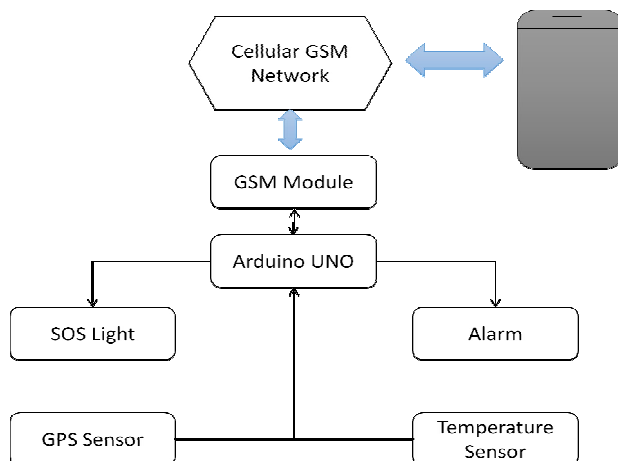 Cellular GSM
Network
GSM Module
Arduino UNO
SOS Light
Alarm
GPS Sensor
Temperature
Sensor